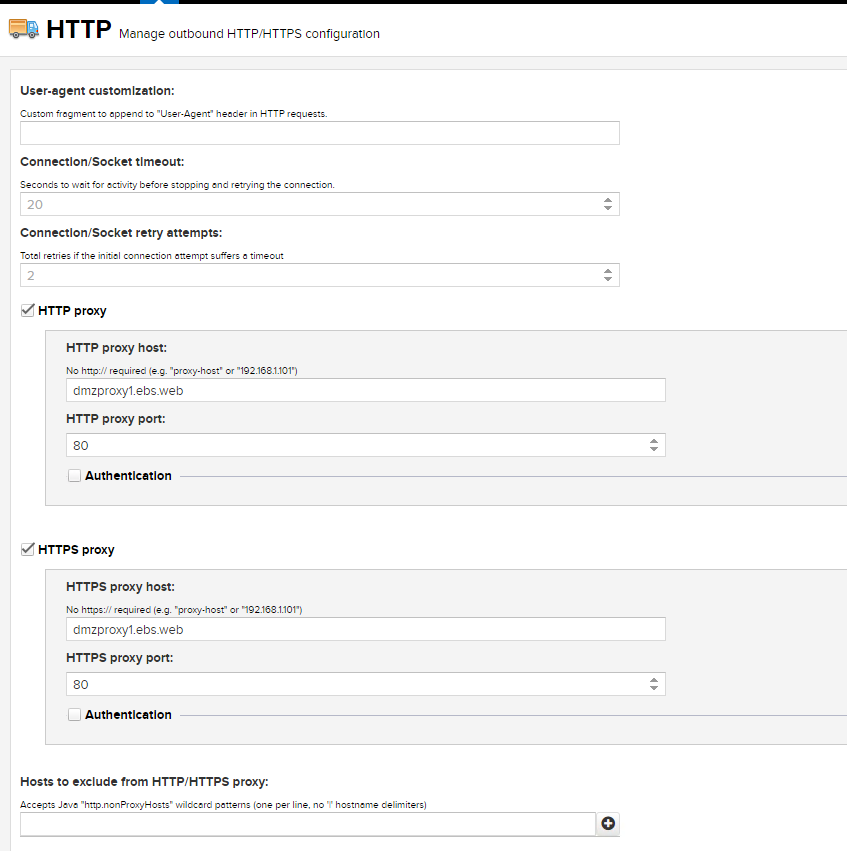 HTTP Manage outbound HTTP/HTTPS configuration
User-agent customization:
Custom fragment to append to "User-Agent" header in HTTP requests.
Connection/Socket timeout:
Seconds to wait for activity before stopping and retrying the connection.
20
Connection/Socket retry attempts:
Total retries if the initial connection attempt suffers a timeout
2
HTTP proxy
HTTP proxy host:
No http:// required (e.g. "proxy-host" or "192.168.1.101")
dmzproxy1.ebs.web
HTTP proxy port:
80
Authentication
HTTPS proxy
HTTPS proxy host:
No https:// required (e.g. "proxy-host" or "192.168.1.101")
dmzproxy1.ebs.web
HTTPS proxy port:
80
Authentication
Hosts to exclude from HTTP/HTTPS proxy:
Accepts Java "http.nonProxyHosts" wildcard patterns (one per line, no '|' hostname delimiters)